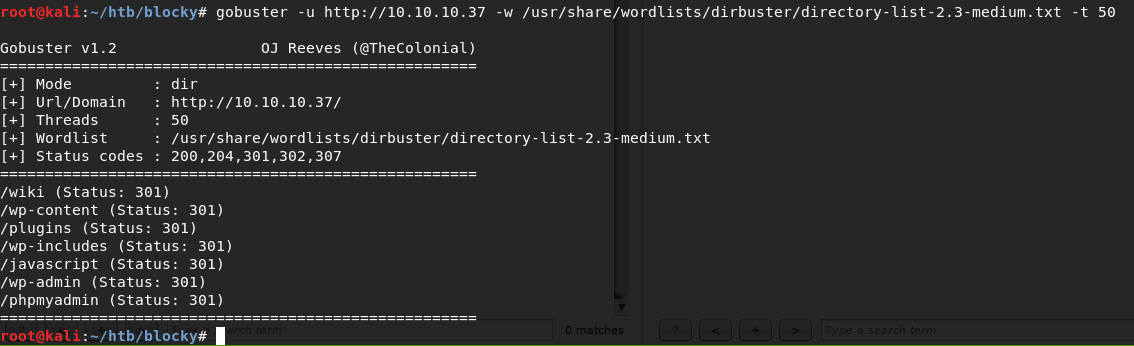 root@kali:~/htb/blocky# gobuster -u http://10.10.10.37 -w /usr/share/wordlists/dirbuster/directory-list-2.3-medium.txt -t 50
Gobuster v1.2                OJ Reeves (@TheColonial)
=====================================================
[+] Mode         : dir
[+] Url/Domain   : http://10.10.10.37/
[+] Threads      : 50
[+] Wordlist     : /usr/share/wordlists/dirbuster/directory-list-2.3-medium.txt
[+] Status codes : 200,204,301,302,307
=====================================================
/wiki (Status: 301)
/wp-content (Status: 301)
/plugins (Status: 301)
/wp-includes (Status: 301)
/javascript (Status: 301)
/wp-admin (Status: 301)
/phpmyadmin (Status: 301)
=====================================================
? < + > Type a search term 0 matches ? < + > Type a search term
root@kali:~/htb/blocky#